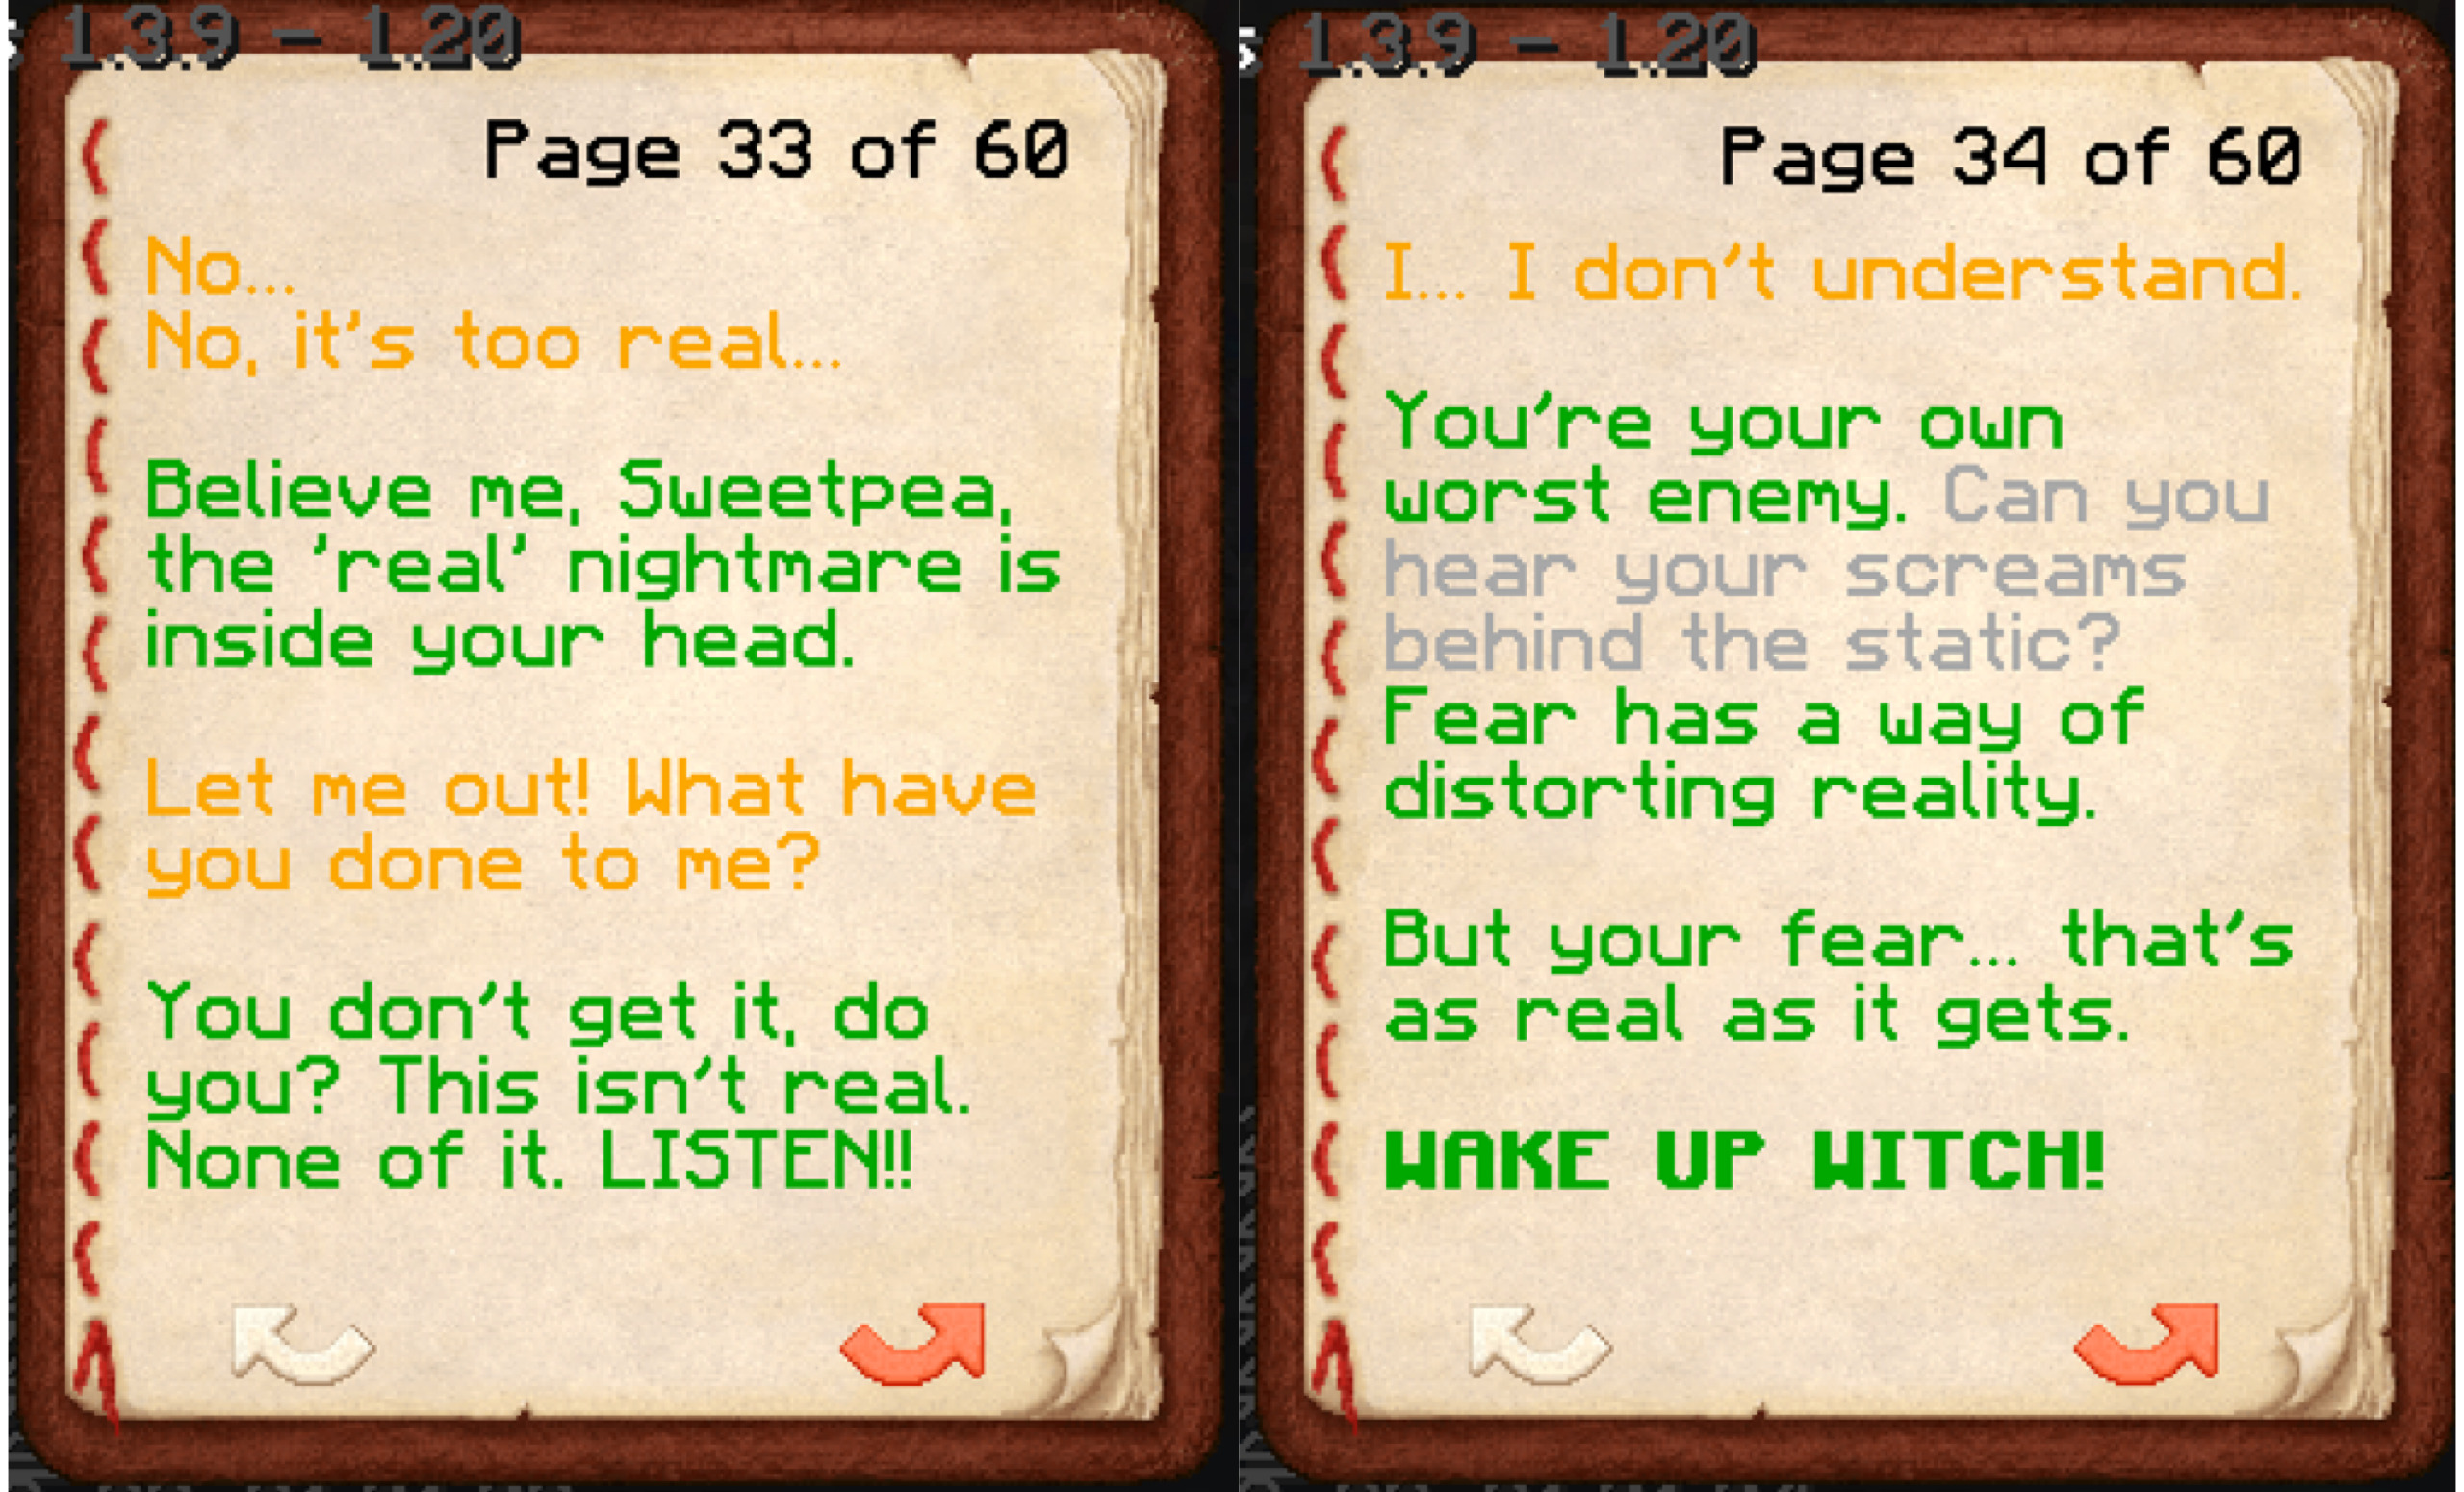 s 1.3.9 - 1.20
Page 33 of 60
No...
No, it's too real...
Believe me, Sweetpea,
the 'real' nightmare is
inside your head.
Let me out! What have
you done to me?
You don't get it, do
you? This isn't real.
None of it. LISTEN!!
s 1.3.9 - 1.20
Page 34 of 60
I... I don't understand.
You're your own
worst enemy. Can you
hear your screams
behind the static?
Fear has a way of
distorting reality.
But your fear... that's
as real as it gets.
WAKE UP WITCH!